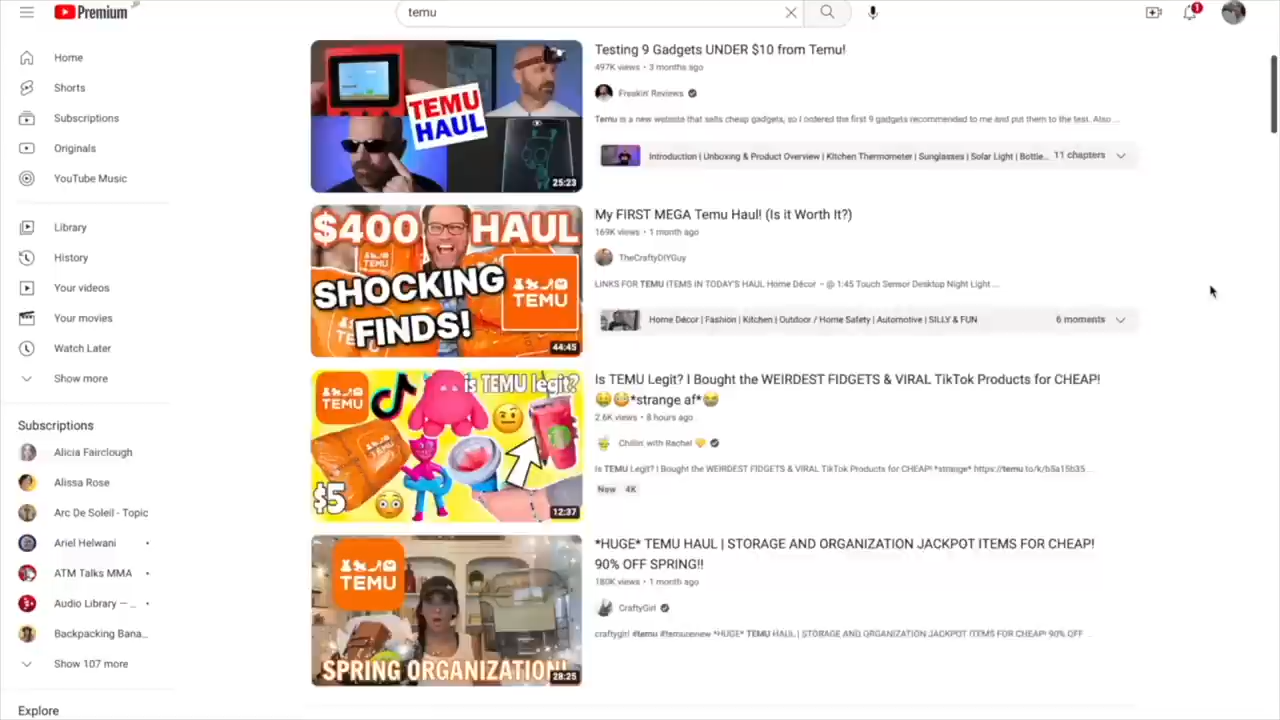 Premium
JP
temu
1
Home
Shorts
Subscriptions
Originals
YouTube Music
Library
History
Your videos
Your movies
Watch Later
Show more
Subscriptions
Alicia Fairclough
Alissa Rose
Arc De Soleil - Topic
Ariel Helwani
ATM Talks MMA
Audio Library — ...
Backpacking Bana...
Show 107 more
Explore
TEMU
HAUL
25:23
Testing 9 Gadgets UNDER $10 from Temu!
497K views • 3 months ago
Freakin' Reviews
Temu is a new website that sells cheap gadgets, so I ordered the first 9 gadgets recommended to me and put them to the test. Also ...
Introduction | Unboxing & Product Overview | Kitchen Thermometer | Sunglasses | Solar Light | Bottle... 11 chapters
$400 HAUL
TEMU
SHOCKING
FINDS!
TEMU
44:45
My FIRST MEGA Temu Haul! (Is it Worth It?)
169K views • 1 month ago
TheCraftyDIYGuy
LINKS FOR TEMU ITEMS IN TODAY'S HAUL Home Décor ~ @ 1:45 Touch Sensor Desktop Night Light ...
Home Décor | Fashion | Kitchen | Outdoor / Home Safety | Automotive | SILLY & FUN 6 moments
TEMU
is TEMU legit?
$5
12:37
Is TEMU Legit? I Bought the WEIRDEST FIDGETS & VIRAL TikTok Products for CHEAP!
🤑😳*strange af*😭
2.6K views • 8 hours ago
Chillin' with Rachel
Is TEMU Legit? I Bought the WEIRDEST FIDGETS & VIRAL TikTok Products for CHEAP! *strange* https://temu.to/k/b5a15b35...
New 4K
TEMU
SPRING ORGANIZATION!
28:25
*HUGE* TEMU HAUL | STORAGE AND ORGANIZATION JACKPOT ITEMS FOR CHEAP!
90% OFF SPRING!!
180K views • 1 month ago
CraftyGirl
craftygirl #temu #temureview *HUGE* TEMU HAUL | STORAGE AND ORGANIZATION JACKPOT ITEMS FOR CHEAP! 90% OFF ...